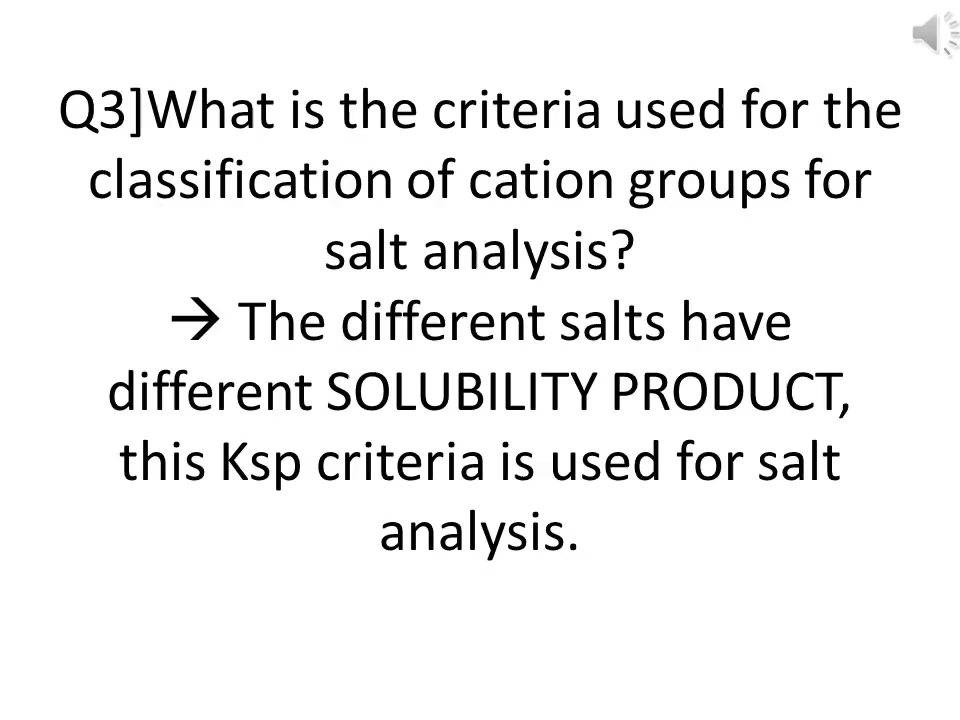 Q3]What is the criteria used for the
classification of cation groups for
salt analysis?
→ The different salts have
different SOLUBILITY PRODUCT,
this Ksp criteria is used for salt
analysis.